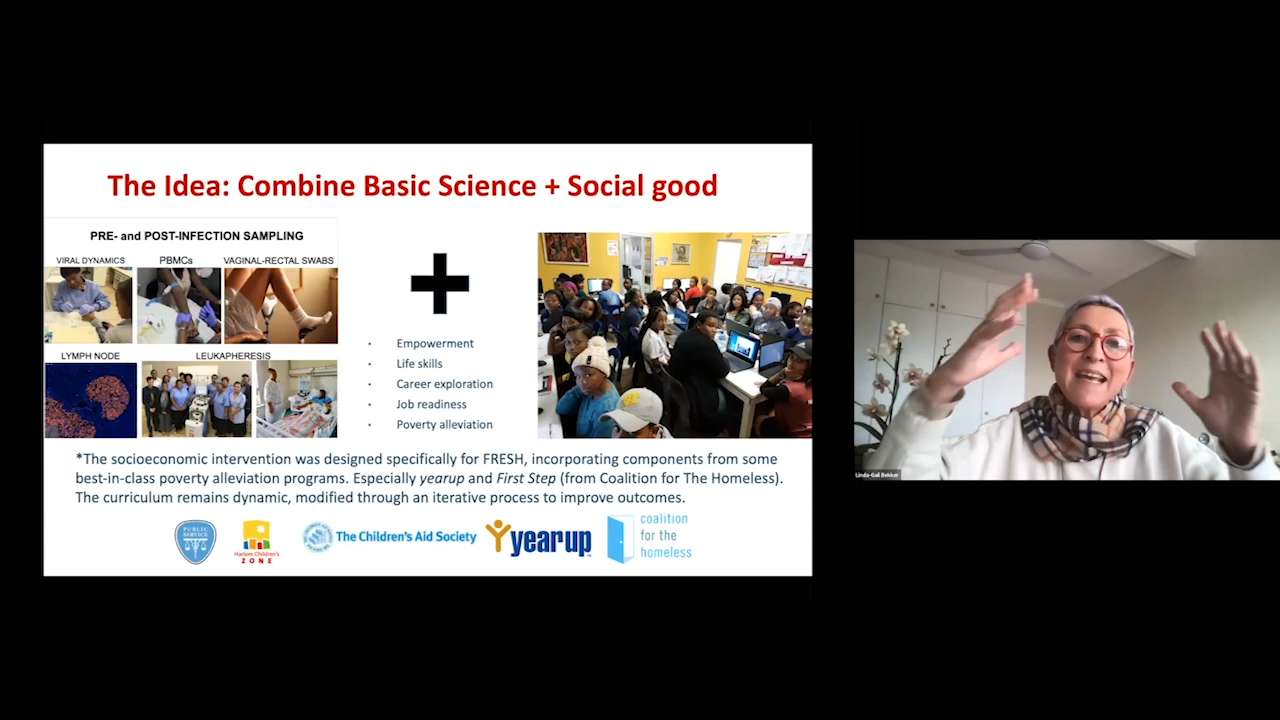 The Idea: Combine Basic Science + Social good
PRE- and POST-INFECTION SAMPLING
VIRAL DYNAMICS
PBMCs
VAGINAL-RECTAL SWABS
LYMPH NODE
LEUKAPHERESIS
• Empowerment
• Life skills
• Career exploration
• Job readiness
• Poverty alleviation
*The socioeconomic intervention was designed specifically for FRESH, incorporating components from some
best-in-class poverty alleviation programs. Especially yearup and First Step (from Coalition for The Homeless).
The curriculum remains dynamic, modified through an iterative process to improve outcomes.
PUBLIC
SERVICE
Harlem Children's
ZONE
The Children's Aid Society
yearup
coalition
for the
homeless
Linda-Gail Bekker